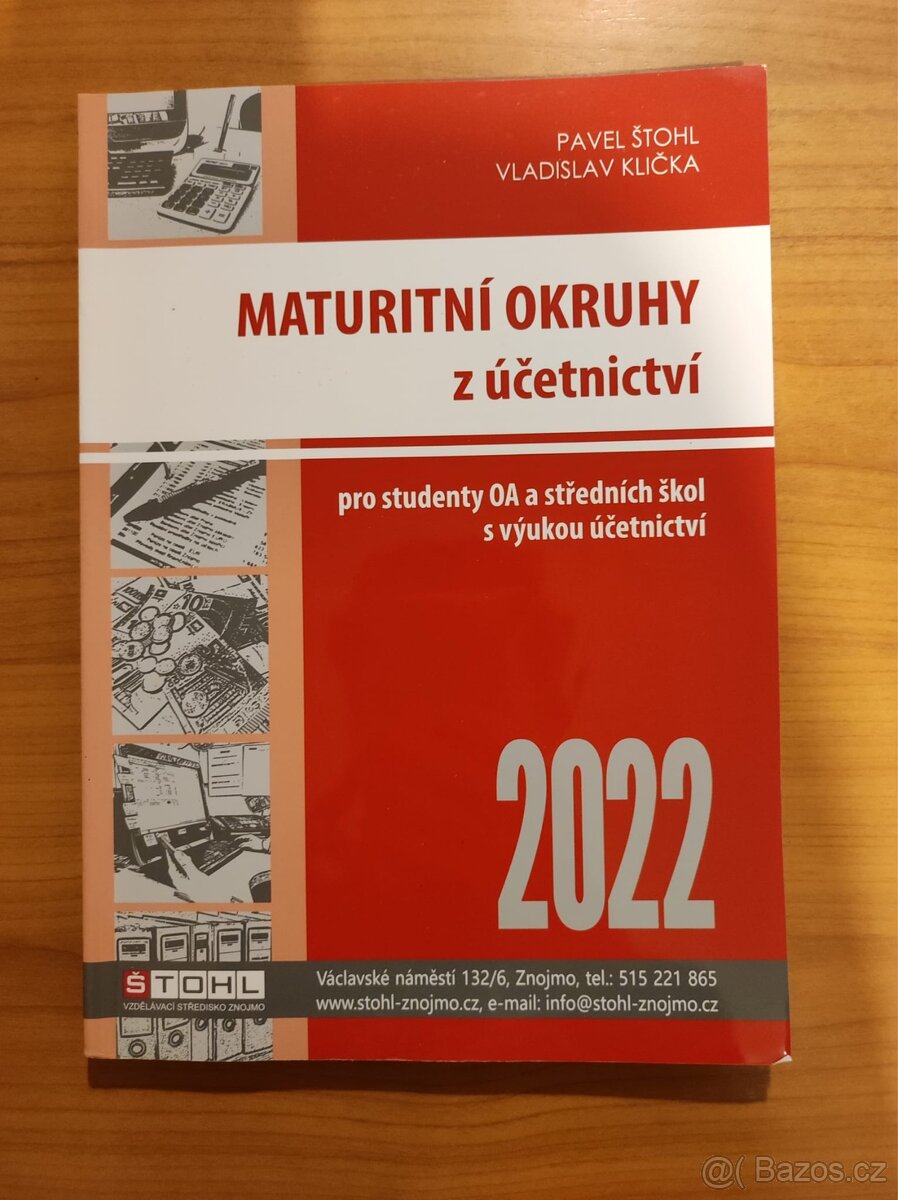 PAVEL ŠTOHL
VLADISLAV KLIČKA
MATURITNÍ OKRUHY
z účetnictví
pro studenty OA a středních škol
s výukou účetnictví
2022
ŠTOHL
VZDĚLÁVACÍ STŘEDISKO ZNOJMO
Václavské náměstí 132/6, Znojmo, tel.: 515 221 865
www.stohl-znojmo.cz, e-mail: info@stohl-znojmo.cz
@( Bazos.cz